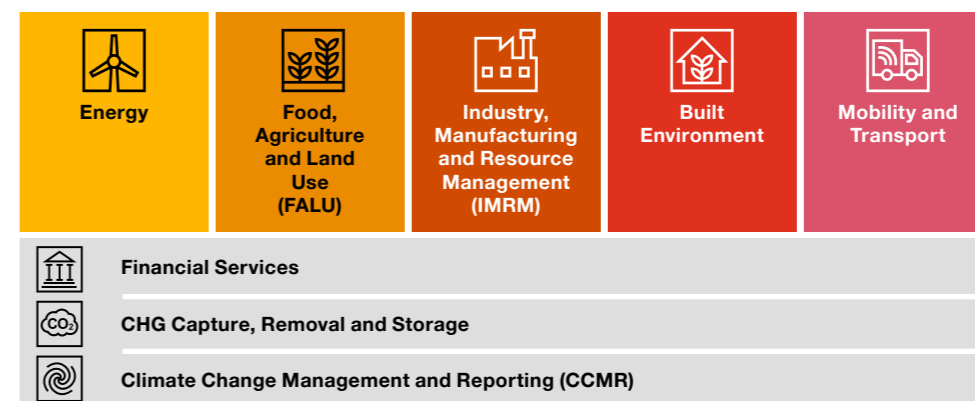 Energy
Food,
Agriculture
and Land
Use
(FALU)
Industry,
Manufacturing
and Resource
Management
(IMRM)
Built
Environment
Mobility and
Transport
Financial Services
CO₂
CHG Capture, Removal and Storage
Climate Change Management and Reporting (CCMR)